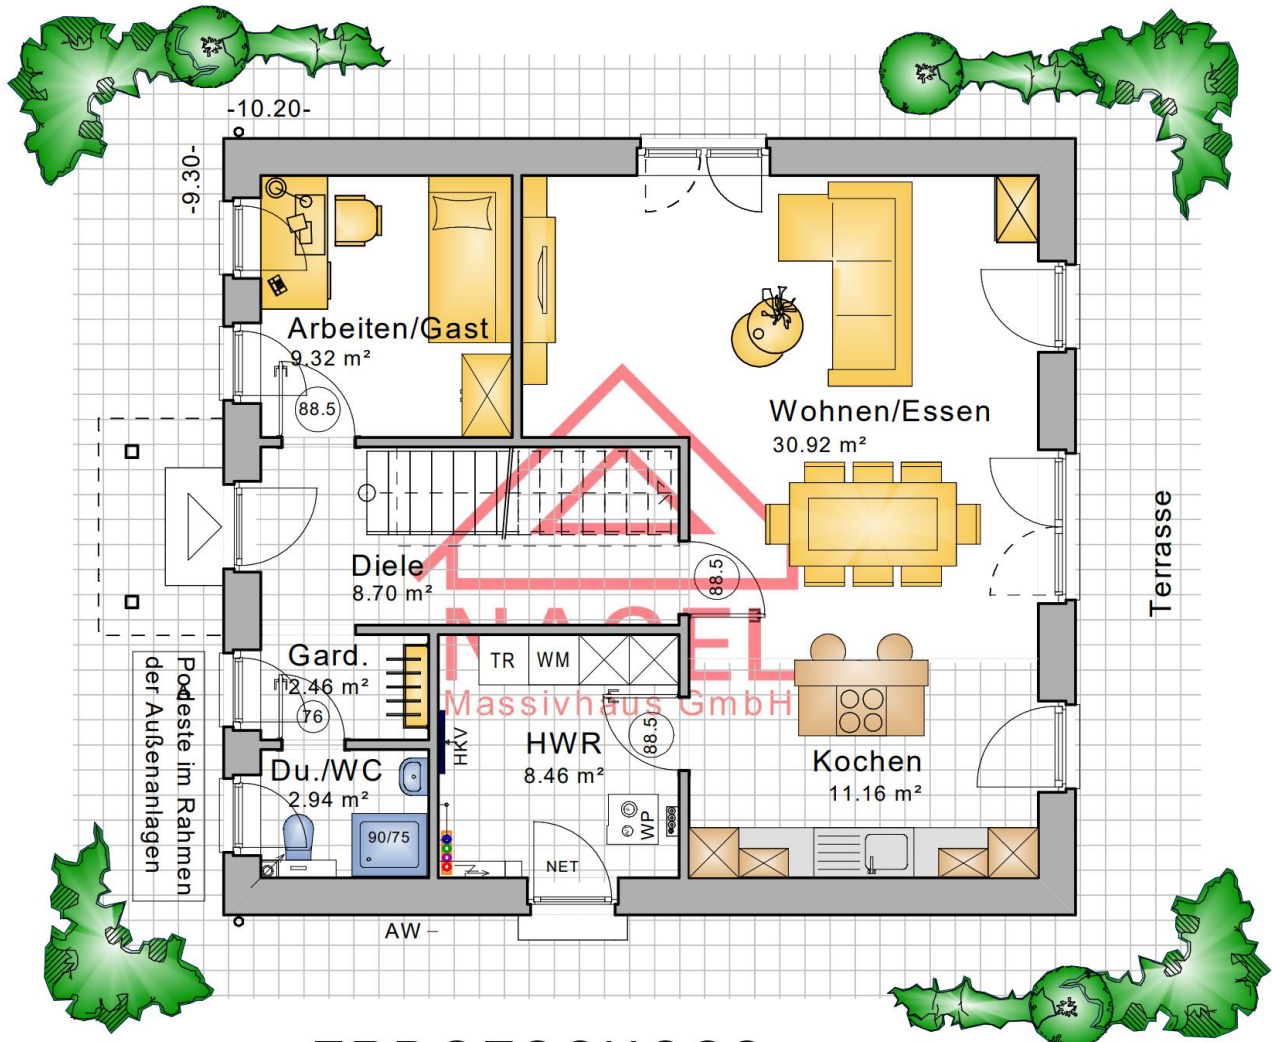 -10.20-
-9.30-
Arbeiten/Gast
9.32 m²
88.5
Wohnen/Essen
30.92 m²
Diele
8.70 m²
88.5
Terrasse
NAGEL
Massivhaus GmbH
Gard.
2.46 m²
76
TR
WM
Podeste im Rahmen
der Außenanlagen
HKV
HWR
8.46 m²
88.5
Kochen
11.16 m²
Du./WC
2.94 m²
90/75
WP
NET
AW
ERDGESCHOSS